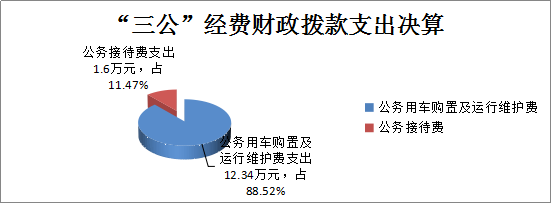 “三公”经费财政拨款支出决算
公务接待费支出
1.6万元，占
11.47%
公务用车购置及
运行维护费支出
12.34万元，占
88.52%
公务用车购置及运行维护费
公务接待费